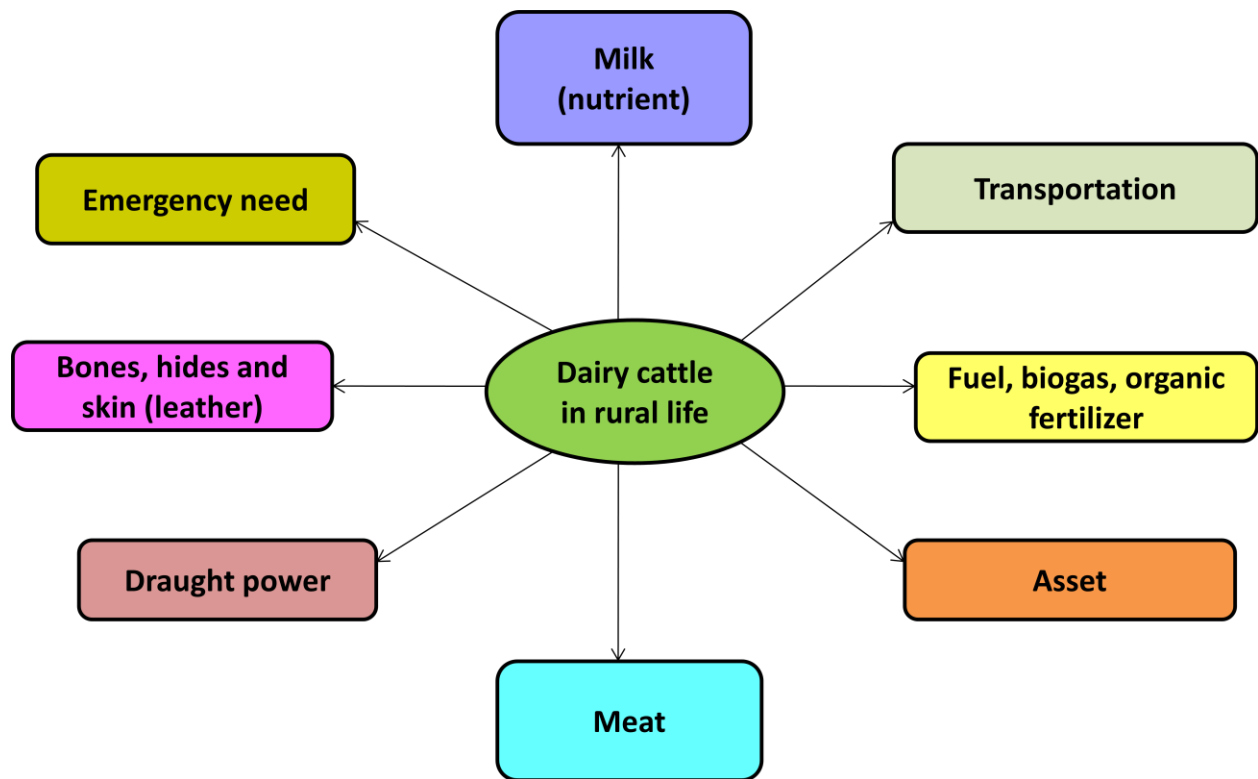 Milk
(nutrient)
Emergency need
Transportation
Bones, hides and
skin (leather)
Dairy cattle
in rural life
Fuel, biogas, organic
fertilizer
Draught power
Asset
Meat